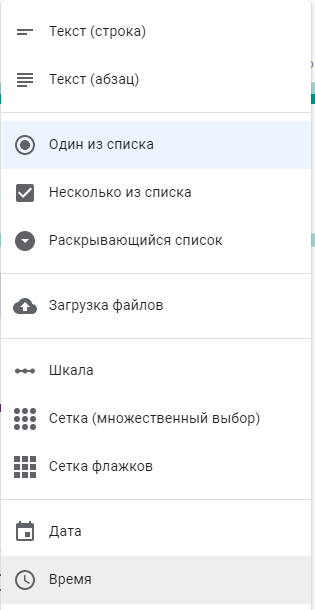 Текст (строка)
Текст (абзац)
Один из списка
Несколько из списка
Раскрывающийся список
Загрузка файлов
Шкала
Сетка (множественный выбор)
Сетка флажков
Дата
Время